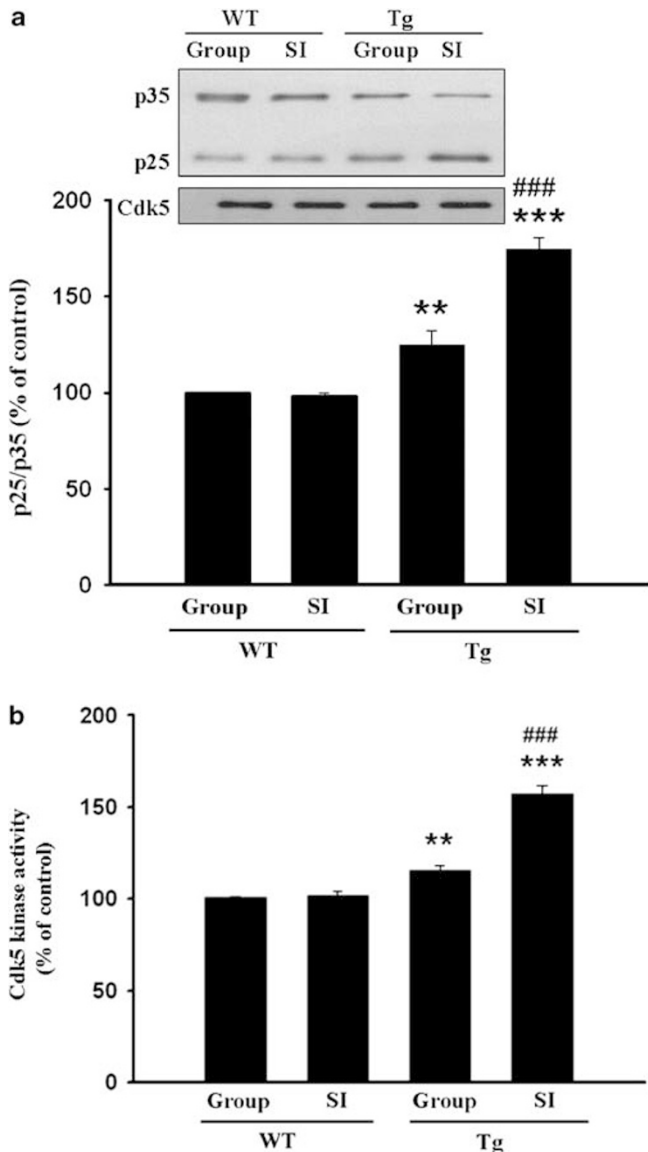 a
WT Tg
Group SI Group SI
p35
p25
Cdk5
###
***
**
200
150
100
50
0
p25/p35 (% of control)
Group SI Group SI
WT Tg
b
###
***
**
200
150
100
50
0
Cdk5 kinase activity
(% of control)
Group SI Group SI
WT Tg